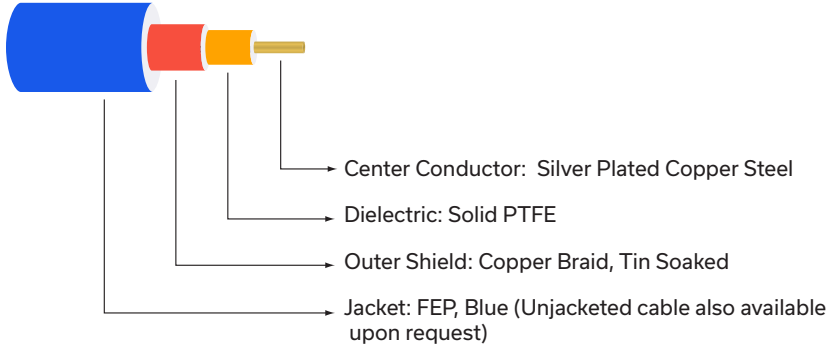 Center Conductor:  Silver Plated Copper Steel
Dielectric: Solid PTFE
Outer Shield: Copper Braid, Tin Soaked
Jacket: FEP, Blue (Unjacketed cable also available
upon request)